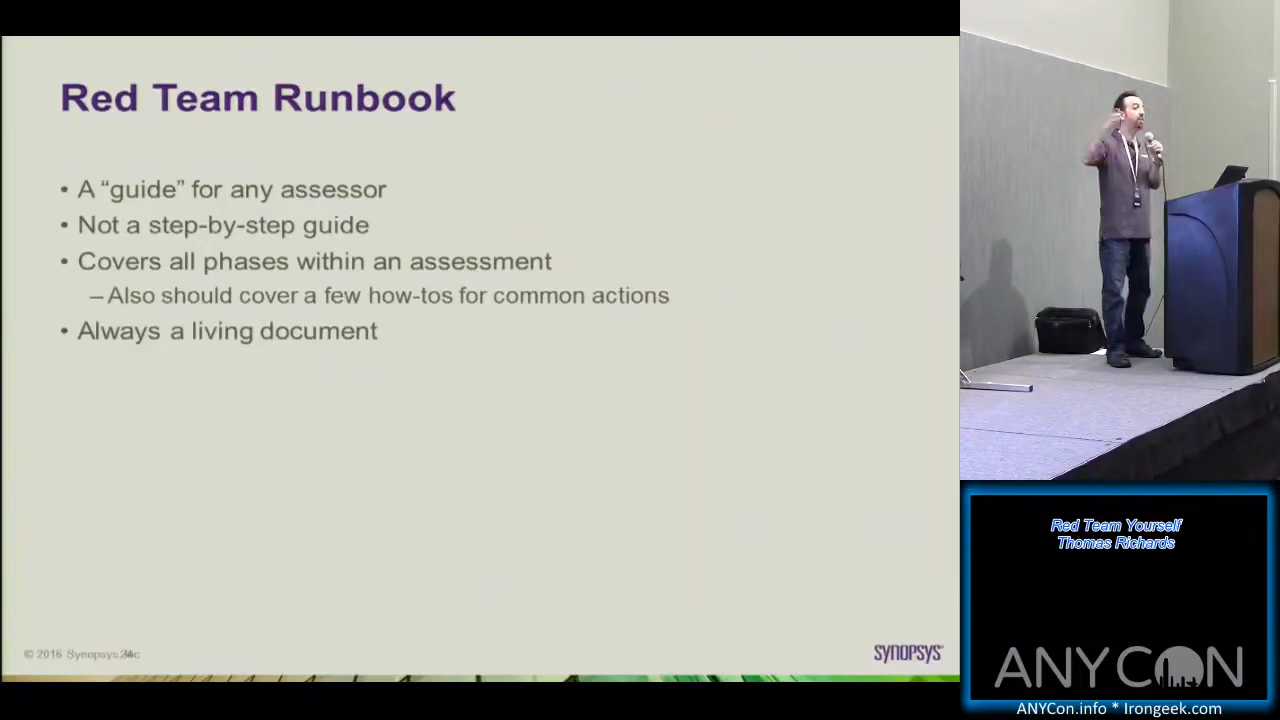 Red Team Runbook
• A “guide” for any assessor
• Not a step-by-step guide
• Covers all phases within an assessment
– Also should cover a few how-tos for common actions
• Always a living document
© 2016 Synopsys
SYNOPSYS
Red Team Yourself
Thomas Richards
ANYCON
ANYCon.info * Irongeek.com